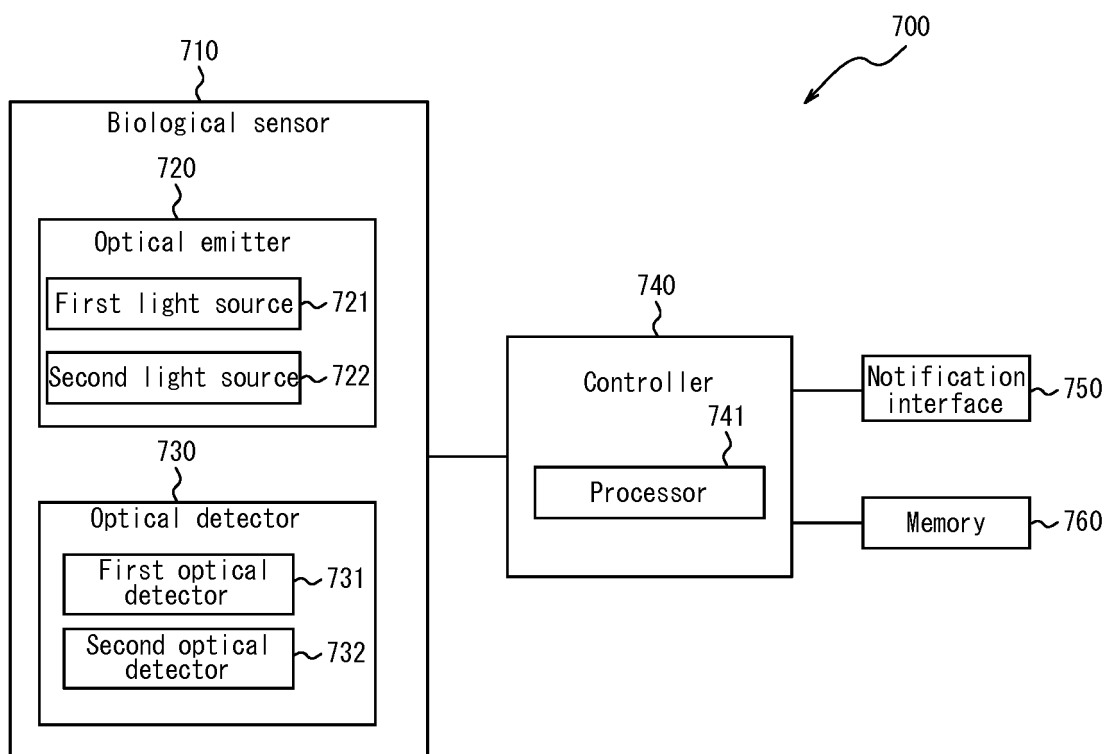 700
710
Biological sensor
720
Optical emitter
First light source
721
Second light source
722
730
Optical detector
First optical
detector
731
Second optical
detector
732
740
Controller
741
Processor
Notification
interface
750
Memory
760